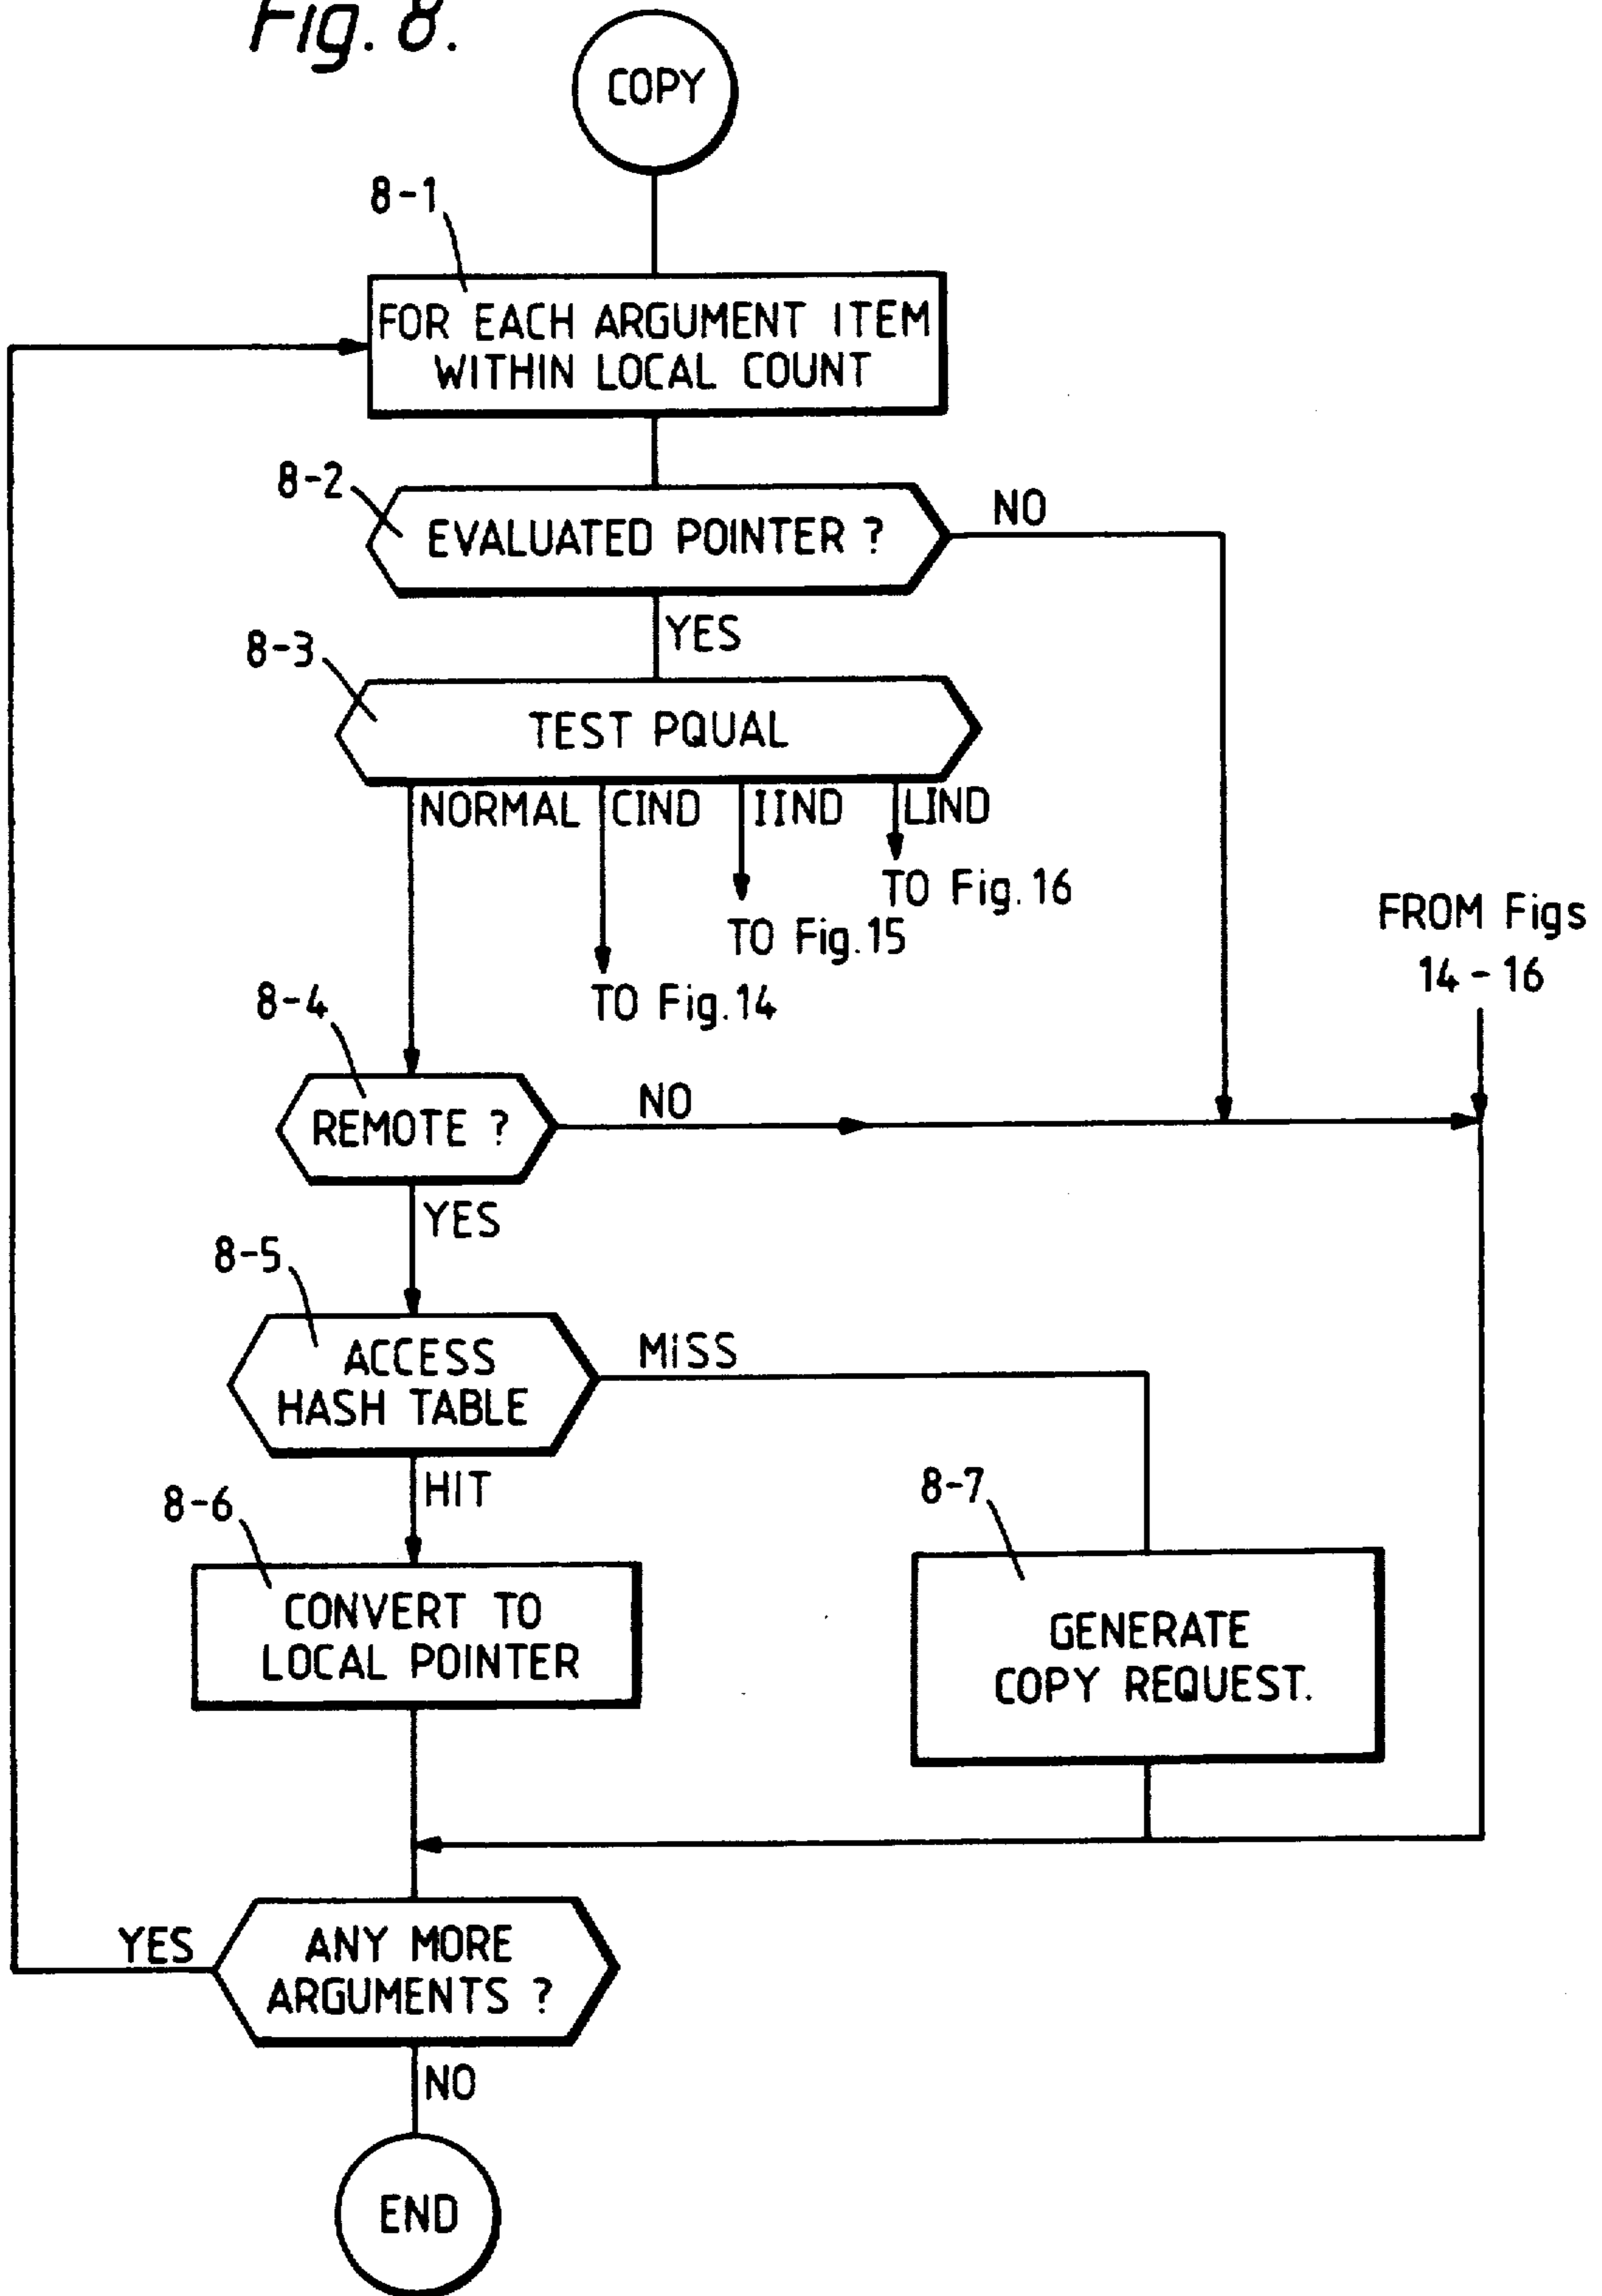 Fig. 8.
COPY
8-1
FOR EACH ARGUMENT ITEM
WITHIN LOCAL COUNT
8-2
EVALUATED POINTER ?
NO
YES
8-3
TEST PQUAL
NORMAL
CIND
IIND
LIND
TO Fig. 16
TO Fig. 15
TO Fig. 14
FROM Figs
14 - 16
8-4
REMOTE ?
NO
YES
8-5
ACCESS
HASH TABLE
MISS
HIT
8-6
CONVERT TO
LOCAL POINTER
8-7
GENERATE
COPY REQUEST.
ANY MORE
ARGUMENTS ?
YES
NO
END